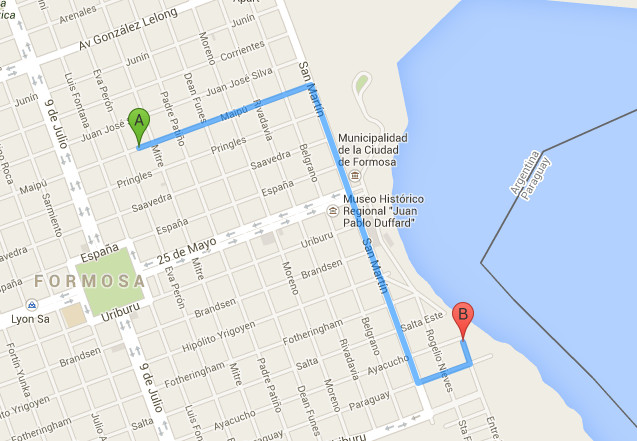 Apart
Arenales
Av González Lelong
Junín
Moreno
Corrientes
Junín
Eva Perón
Luis Fontana
Padre Patiño
Dean Funes
Juan José Silva
San Martín
9 de Julio
Maipú
Rivadavia
A
Juan José
Mitre
Pringles
Belgrano
Municipalidad
de la Ciudad
de Formosa
Argentina
Paraguay
Maipú
Sarmiento
Pringles
Saavedra
Saavedra
España
Museo Histórico
Regional "Juan
Pablo Duffard"
España
España
25 de Mayo
Uriburu
San Martín
FORMOSA
Mitre
Eva Perón
Moreno
Brandsen
Lyon Sa
Uriburu
Brandsen
B
Salta Este
Hipólito Yrigoyen
Fotheringham
Belgrano
Rogelio Nieves
Brandsen
Fortín Yunka
Rivadavia
Salta
Ayacucho
Padre Patiño
9 de Julio
Fotheringham
Mitre
Salta
Dean Funes
Paraguay
Yrigoyen
Ayacucho
Fotheringham
Julio A
Uriburu
Sta F
Entre